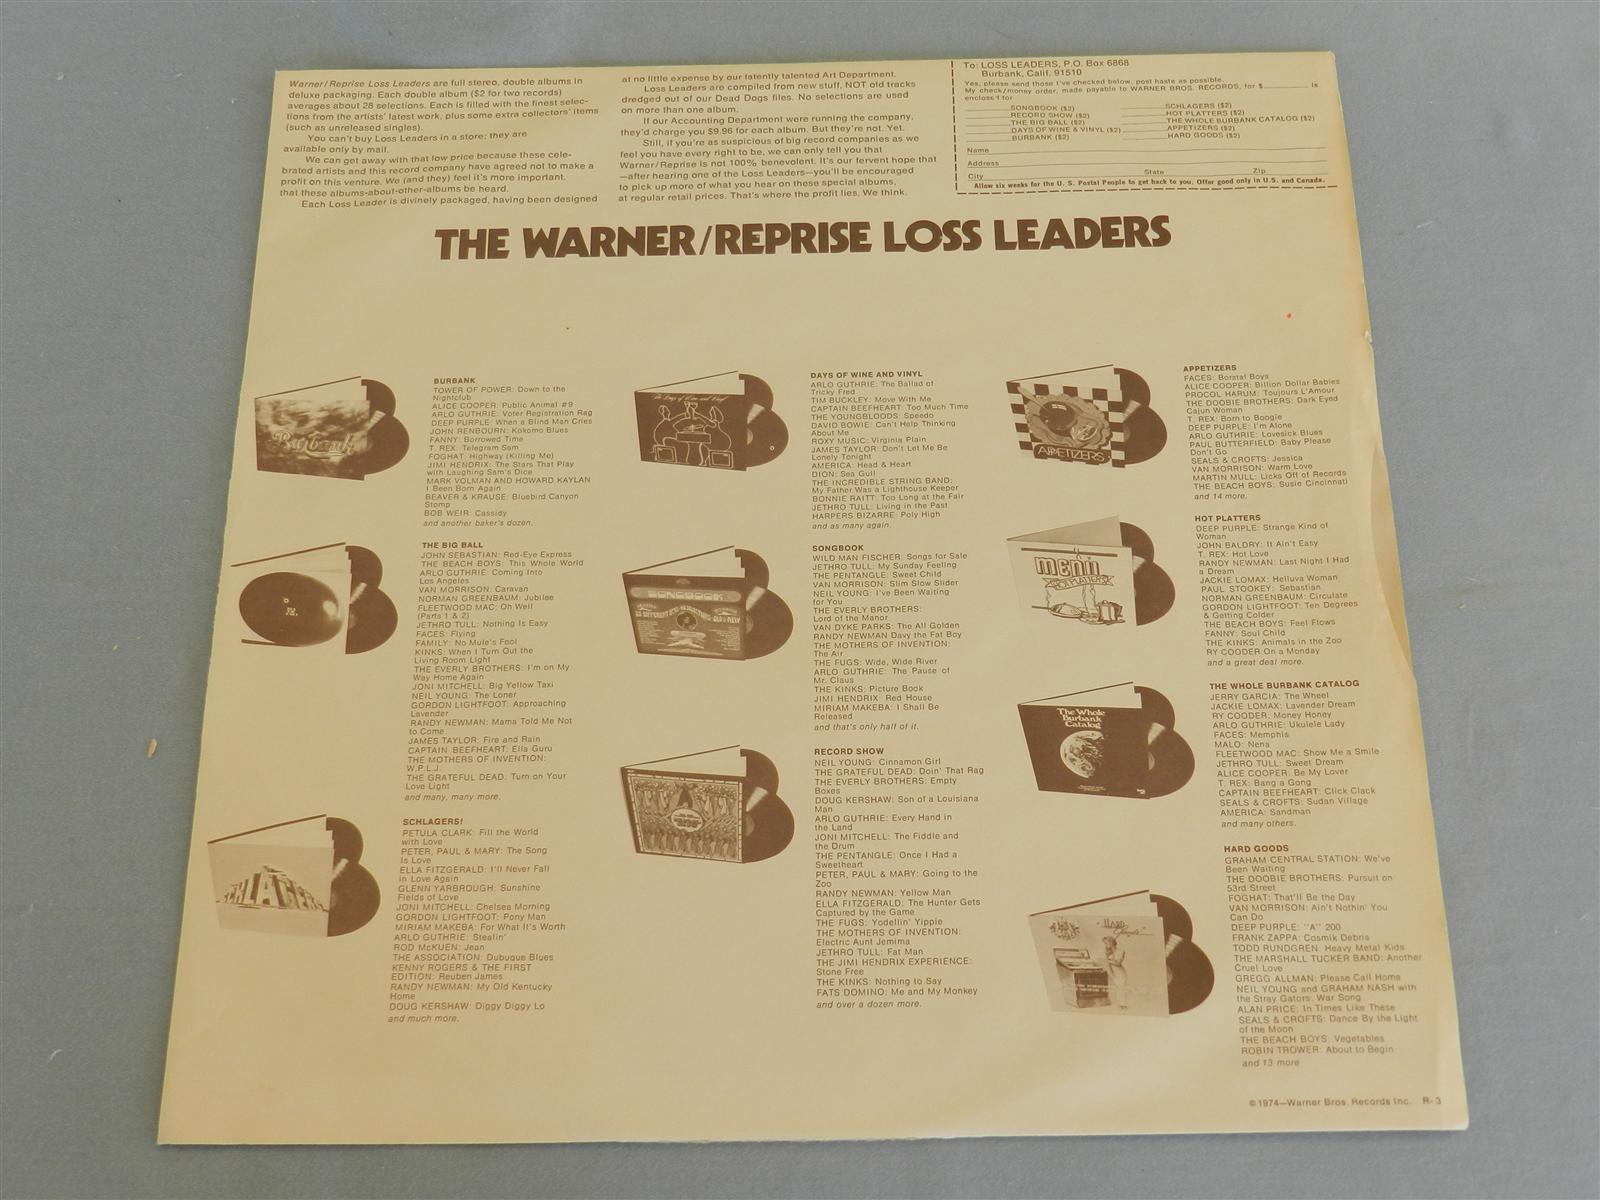 Warner/Reprise Loss Leaders are full stereo, double albums in
deluxe packaging. Each double album ($2 for two records)
averages about 28 selections. Each is filled with the finest selec-
tions from the artists' latest work, plus some extra collectors' items
(such as unreleased singles).
You can't buy Loss Leaders in a store; they are
available only by mail.
We can get away with that low price because these cele-
brated artists and this record company have agreed not to make a
profit on this venture. We (and they) feel it's more important.
that these albums-about-other-albums be heard.
Each Loss Leader is divinely packaged, having been designed
at no little expense by our latently talented Art Department.
Loss Leaders are compiled from new stuff, NOT old tracks
dredged out of our Dead Dogs files. No selections are used
on more than one album.
If our Accounting Department were running the company,
they'd charge you $9.96 for each album. But they're not. Yet.
Still, if you're as suspicious of big record companies as we
feel you have every right to be, we can only tell you that
Warner/Reprise is not 100% benevolent. It's our fervent hope that
—after hearing one of the Loss Leaders—you'll be encouraged
to pick up more of what you hear on these special albums,
at regular retail prices. That's where the profit lies. We think.
To: LOSS LEADERS, P.O. Box 6868
Burbank, Calif. 91510
Yes, please send those I've checked below, post haste as possible.
My check/money order, made payable to WARNER BROS. RECORDS, for $ is
enclosed for
SONGBOOK ($2)
RECORD SHOW ($2)
THE BIG BALL ($2)
DAYS OF WINE & VINYL ($2)
BURBANK ($2)
SCHLAGERS ($2)
HOT PLATTERS ($2)
THE WHOLE BURBANK CATALOG ($2)
APPETIZERS ($2)
HARD GOODS ($2)
Name
Address
City State Zip
Allow six weeks for the U. S. Postal People to get back to you. Offer good only in U.S. and Canada.
THE WARNER/REPRISE LOSS LEADERS
Burbank
BURBANK
TOWER OF POWER: Down to the
Nightclub
ALICE COOPER: Public Animal #9
ARLO GUTHRIE: Voter Registration Rag
DEEP PURPLE: When a Blind Man Cries
JOHN RENBOURN: Kokomo Blues
FANNY: Borrowed Time
T. REX: Telegram Sam
FOGHAT: Highway (Killing Me)
JIMI HENDRIX: The Stars That Play
with Laughing Sam's Dice
MARK VOLMAN AND HOWARD KAYLAN
I Been Born Again
BEAVER & KRAUSE: Bluebird Canyon
Stomp
BOB WEIR: Cassidy
and another baker's dozen.
THE BIG BALL
JOHN SEBASTIAN: Red-Eye Express
THE BEACH BOYS: This Whole World
ARLO GUTHRIE: Coming Into
Los Angeles
VAN MORRISON: Caravan
NORMAN GREENBAUM: Jubilee
FLEETWOOD MAC: Oh Well
(Parts 1 & 2)
JETHRO TULL: Nothing Is Easy
FACES: Flying
FAMILY: No Mule's Fool
KINKS: When I Turn Out the
Living Room Light
THE EVERLY BROTHERS: I'm on My
Way Home Again
JONI MITCHELL: Big Yellow Taxi
NEIL YOUNG: The Loner
GORDON LIGHTFOOT: Approaching
Lavender
RANDY NEWMAN: Mama Told Me Not
to Come
JAMES TAYLOR: Fire and Rain
CAPTAIN BEEFHEART: Ella Guru
THE MOTHERS OF INVENTION:
W.P.L.J.
THE GRATEFUL DEAD: Turn on Your
Love Light
and many, many more.
SCHLAGERS
SCHLAGERS!
PETULA CLARK: Fill the World
with Love
PETER, PAUL & MARY: The Song
Is Love
ELLA FITZGERALD: I'll Never Fall
in Love Again
GLENN YARBROUGH: Sunshine
Fields of Love
JONI MITCHELL: Chelsea Morning
GORDON LIGHTFOOT: Pony Man
MIRIAM MAKEBA: For What It's Worth
ARLO GUTHRIE: Stealin'
ROD McKUEN: Jean
THE ASSOCIATION: Dubuque Blues
KENNY ROGERS & THE FIRST
EDITION: Reuben James
RANDY NEWMAN: My Old Kentucky
Home
DOUG KERSHAW: Diggy Diggy Lo
and much more.
The Days of Wine and Vinyl
DAYS OF WINE AND VINYL
ARLO GUTHRIE: The Ballad of
Tricky Fred
TIM BUCKLEY: Move With Me
CAPTAIN BEEFHEART: Too Much Time
THE YOUNGBLOODS: Speedo
DAVID BOWIE: Can't Help Thinking
About Me
ROXY MUSIC: Virginia Plain
JAMES TAYLOR: Don't Let Me Be
Lonely Tonight
AMERICA: Head & Heart
DION: Sea Gull
THE INCREDIBLE STRING BAND:
My Father Was a Lighthouse Keeper
BONNIE RAITT: Too Long at the Fair
JETHRO TULL: Living in the Past
HARPERS BIZARRE: Poly High
and as many again.
SONGBOOK
SONGBOOK
WILD MAN FISCHER: Songs for Sale
JETHRO TULL: My Sunday Feeling
THE PENTANGLE: Sweet Child
VAN MORRISON: Slim Slow Slider
NEIL YOUNG: I've Been Waiting
for You
THE EVERLY BROTHERS:
Lord of the Manor
VAN DYKE PARKS: The All Golden
RANDY NEWMAN Davy the Fat Boy
THE MOTHERS OF INVENTION:
The Air
THE FUGS: Wide, Wide River
ARLO GUTHRIE: The Pause of
Mr. Claus
THE KINKS: Picture Book
JIMI HENDRIX: Red House
MIRIAM MAKEBA: I Shall Be
Released
and that's only half of it.
RECORD SHOW
NEIL YOUNG: Cinnamon Girl
THE GRATEFUL DEAD: Doin' That Rag
THE EVERLY BROTHERS: Empty
Boxes
DOUG KERSHAW: Son of a Louisiana
Man
ARLO GUTHRIE: Every Hand in
the Land
JONI MITCHELL: The Fiddle and
the Drum
THE PENTANGLE: Once I Had a
Sweetheart
PETER, PAUL & MARY: Going to the
Zoo
RANDY NEWMAN: Yellow Man
ELLA FITZGERALD: The Hunter Gets
Captured by the Game
THE FUGS: Yodellin' Yippie
THE MOTHERS OF INVENTION:
Electric Aunt Jemima
JETHRO TULL: Fat Man
THE JIMI HENDRIX EXPERIENCE:
Stone Free
THE KINKS: Nothing to Say
FATS DOMINO: Me and My Monkey
and over a dozen more.
APPETIZERS
APPETIZERS
FACES: Borstal Boys
ALICE COOPER: Billion Dollar Babies
PROCOL HARUM: Toujours L'Amour
THE DOOBIE BROTHERS: Dark Eyed
Cajun Woman
T. REX: Born to Boogie
DEEP PURPLE: I'm Alone
ARLO GUTHRIE: Lovesick Blues
PAUL BUTTERFIELD: Baby Please
Don't Go
SEALS & CROFTS: Jessica
VAN MORRISON: Warm Love
MARTIN MULL: Licks Off of Records
THE BEACH BOYS: Susie Cincinnati
and 14 more.
menu
HOT PLATTERS
HOT PLATTERS
DEEP PURPLE: Strange Kind of
Woman
JOHN BALDRY: It Ain't Easy
T. REX: Hot Love
RANDY NEWMAN: Last Night I Had
a Dream
JACKIE LOMAX: Helluva Woman
PAUL STOOKEY: Sebastian
NORMAN GREENBAUM: Circulate
GORDON LIGHTFOOT: Ten Degrees
& Getting Colder
THE BEACH BOYS: Feel Flows
FANNY: Soul Child
THE KINKS: Animals in the Zoo
RY COODER On a Monday
and a great deal more.
The Whole
Burbank
Catalog
THE WHOLE BURBANK CATALOG
JERRY GARCIA: The Wheel
JACKIE LOMAX: Lavender Dream
RY COODER: Money Honey
ARLO GUTHRIE: Ukulele Lady
FACES: Memphis
MALO: Nena
FLEETWOOD MAC: Show Me a Smile
JETHRO TULL: Sweet Dream
ALICE COOPER: Be My Lover
T. REX: Bang a Gong
CAPTAIN BEEFHEART: Click Clack
SEALS & CROFTS: Sudan Village
AMERICA: Sandman
and many others.
HARD GOODS
GRAHAM CENTRAL STATION: We've
Been Waiting
THE DOOBIE BROTHERS: Pursuit on
53rd Street
FOGHAT: That'll Be the Day
VAN MORRISON: Ain't Nothin' You
Can Do
DEEP PURPLE: "A" 200
FRANK ZAPPA: Cosmik Debris
TODD RUNDGREN: Heavy Metal Kids
THE MARSHALL TUCKER BAND: Another
Cruel Love
GREGG ALLMAN: Please Call Home
NEIL YOUNG and GRAHAM NASH with
the Stray Gators: War Song
ALAN PRICE: In Times Like These
SEALS & CROFTS: Dance By the Light
of the Moon
THE BEACH BOYS: Vegetables
ROBIN TROWER: About to Begin
and 13 more
©1974—Warner Bros. Records Inc. R-3